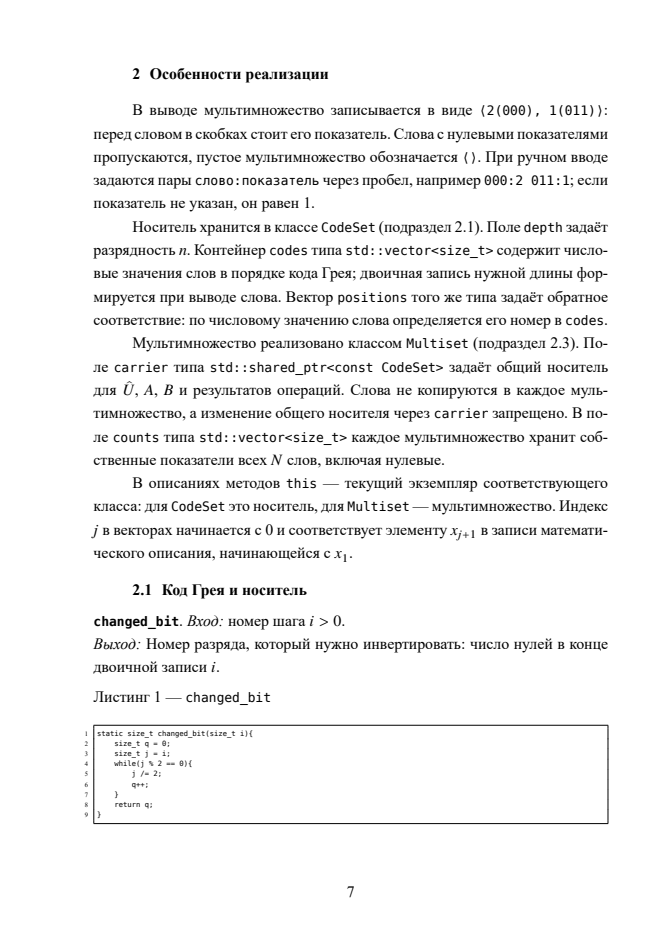 2 Особенности реализации
В выводе мультимножество записывается в виде ⟨2(000), 1(011)⟩:
перед словом в скобках стоит его показатель. Слова с нулевыми показателями
пропускаются, пустое мультимножество обозначается ⟨⟩. При ручном вводе
задаются пары слово:показатель через пробел, например 000:2 011:1; если
показатель не указан, он равен 1.
Носитель хранится в классе CodeSet (подраздел 2.1). Поле depth задаёт
разрядность n. Контейнер codes типа std::vector<size_t> содержит число-
вые значения слов в порядке кода Грея; двоичная запись нужной длины фор-
мируется при выводе слова. Вектор positions того же типа задаёт обратное
соответствие: по числовому значению слова определяется его номер в codes.
Мультимножество реализовано классом Multiset (подраздел 2.3). По-
ле carrier типа std::shared_ptr<const CodeSet> задаёт общий носитель
для Û, A, B и результатов операций. Слова не копируются в каждое муль-
тимножество, а изменение общего носителя через carrier запрещено. В по-
ле counts типа std::vector<size_t> каждое мультимножество хранит соб-
ственные показатели всех N слов, включая нулевые.
В описаниях методов this — текущий экземпляр соответствующего
класса: для CodeSet это носитель, для Multiset — мультимножество. Индекс
j в векторах начинается с 0 и соответствует элементу xⱼ₊₁ в записи математи-
ческого описания, начинающейся с x₁.
2.1 Код Грея и носитель
changed_bit. Вход: номер шага i > 0.
Выход: Номер разряда, который нужно инвертировать: число нулей в конце
двоичной записи i.
Листинг 1 — changed_bit
1 static size_t changed_bit(size_t i){
2 size_t q = 0;
3 size_t j = i;
4 while(j % 2 == 0){
5 j /= 2;
6 q++;
7 }
8 return q;
9 }
7